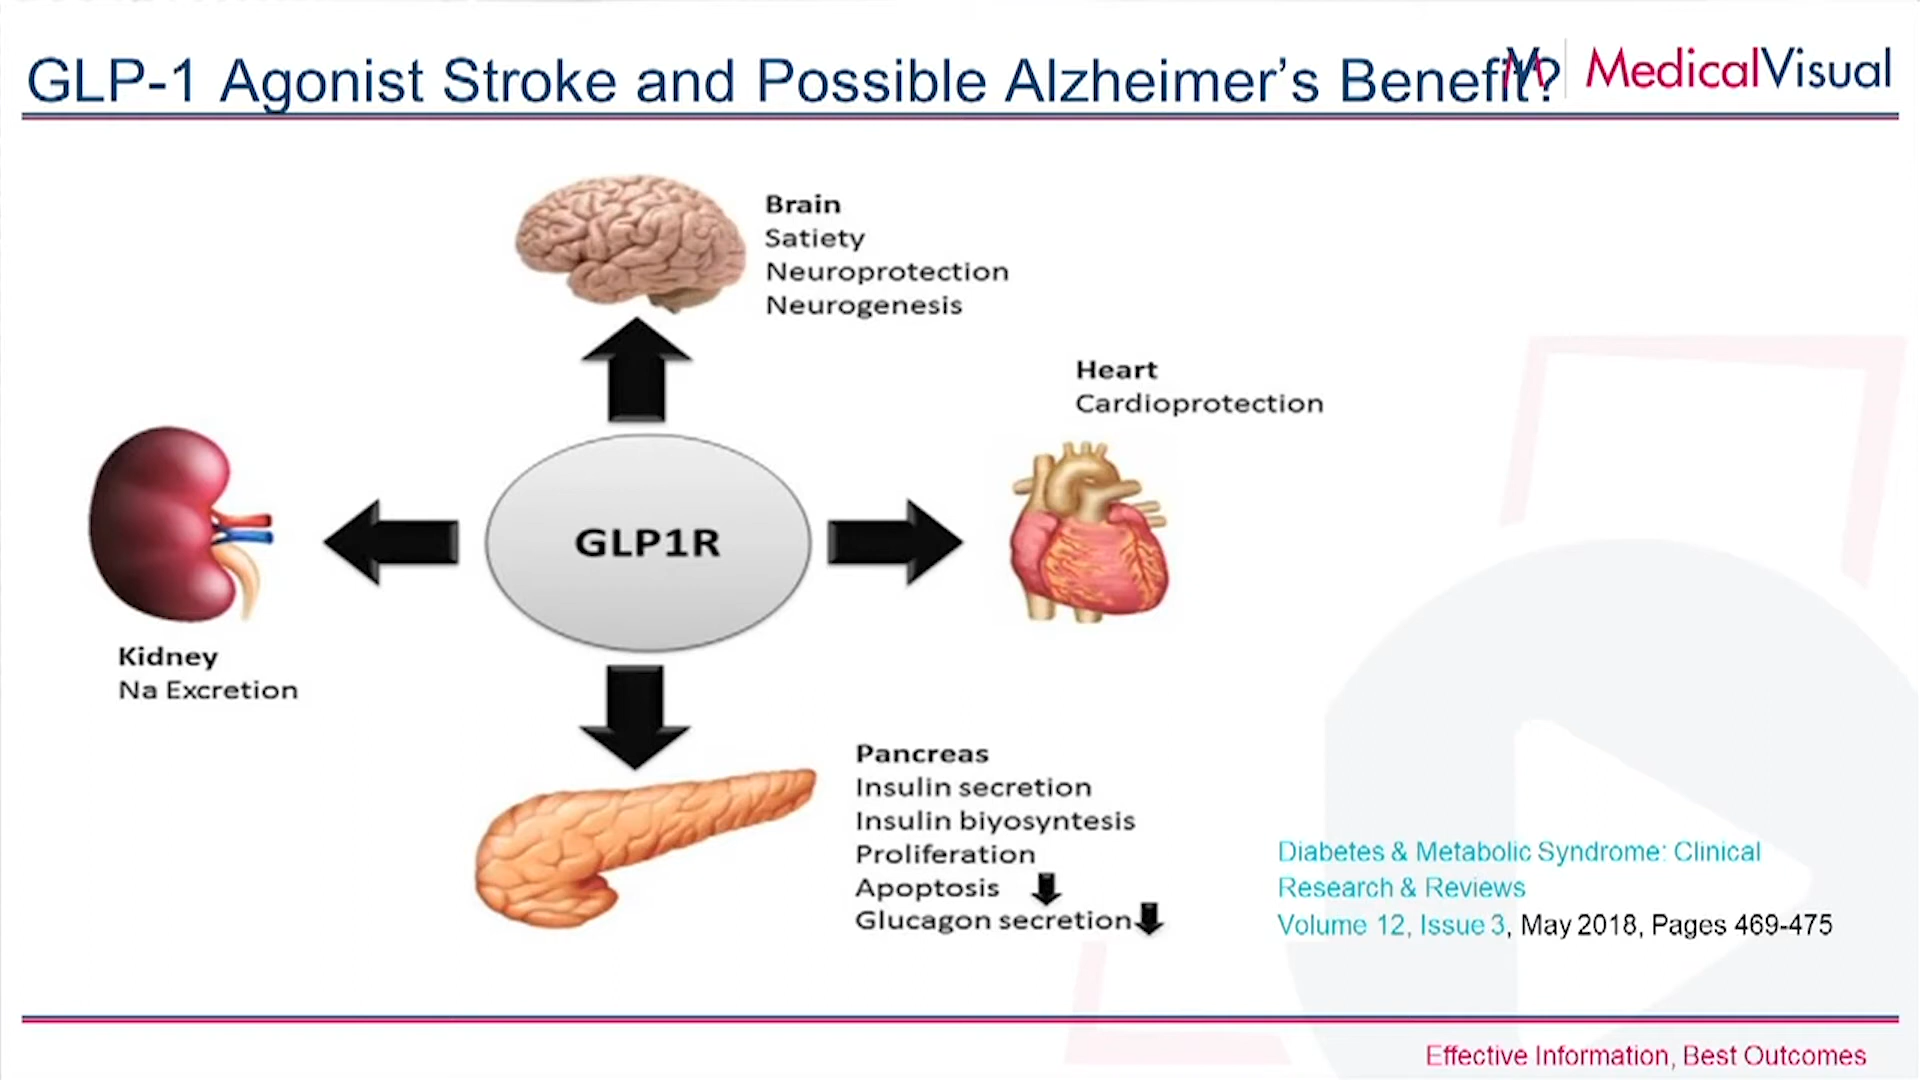 GLP-1 Agonist Stroke and Possible Alzheimer's Benefit?
MedicalVisual
Brain
Satiety
Neuroprotection
Neurogenesis
Heart
Cardioprotection
GLP1R
Kidney
Na Excretion
Pancreas
Insulin secretion
Insulin biyosyntesis
Proliferation
Apoptosis
Glucagon secretion
Diabetes & Metabolic Syndrome: Clinical
Research & Reviews
Volume 12, Issue 3, May 2018, Pages 469-475
Effective Information, Best Outcomes